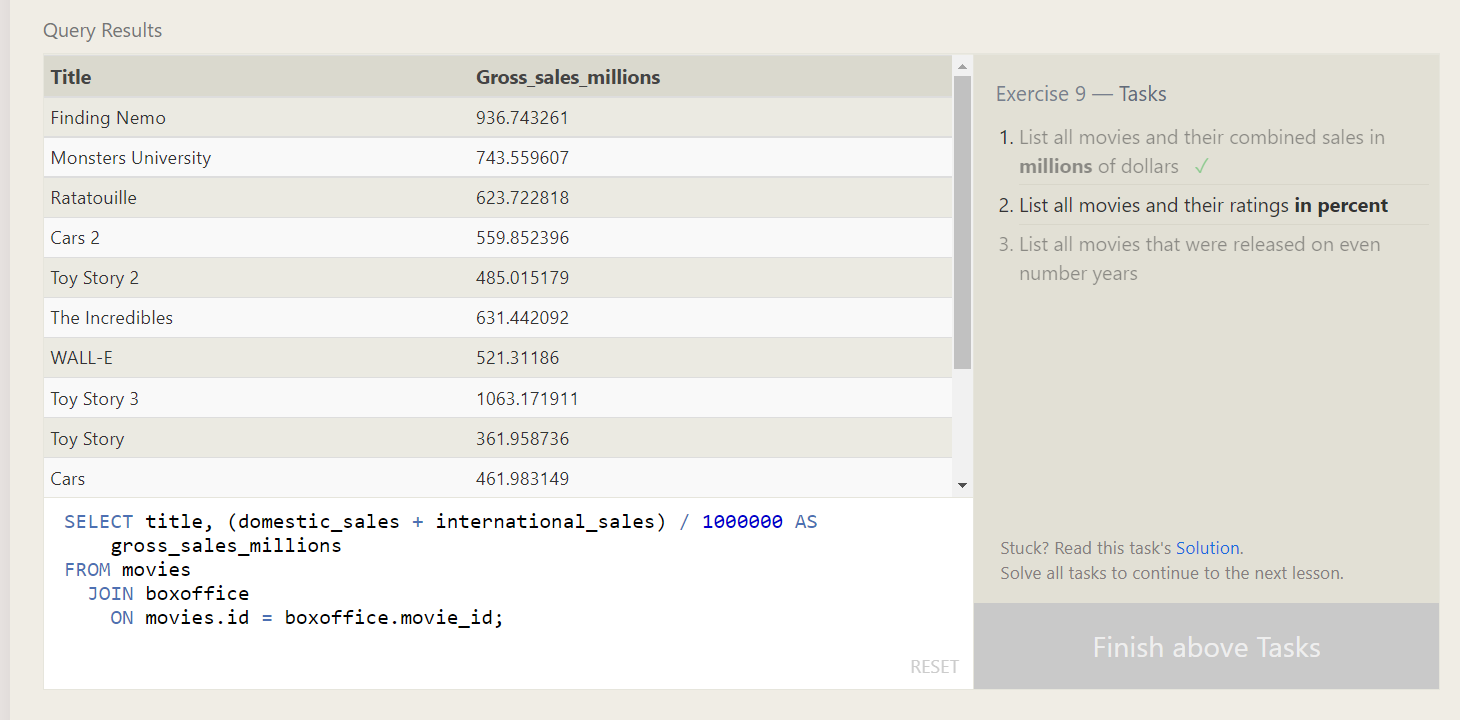 Query Results
Title Gross_sales_millions
Finding Nemo 936.743261
Monsters University 743.559607
Ratatouille 623.722818
Cars 2 559.852396
Toy Story 2 485.015179
The Incredibles 631.442092
WALL-E 521.31186
Toy Story 3 1063.171911
Toy Story 361.958736
Cars 461.983149
SELECT title, (domestic_sales + international_sales) / 1000000 AS
gross_sales_millions
FROM movies
JOIN boxoffice
ON movies.id = boxoffice.movie_id;
RESET
Exercise 9 — Tasks
1. List all movies and their combined sales in
millions of dollars ✓
2. List all movies and their ratings in percent
3. List all movies that were released on even
number years
Stuck? Read this task's Solution.
Solve all tasks to continue to the next lesson.
Finish above Tasks